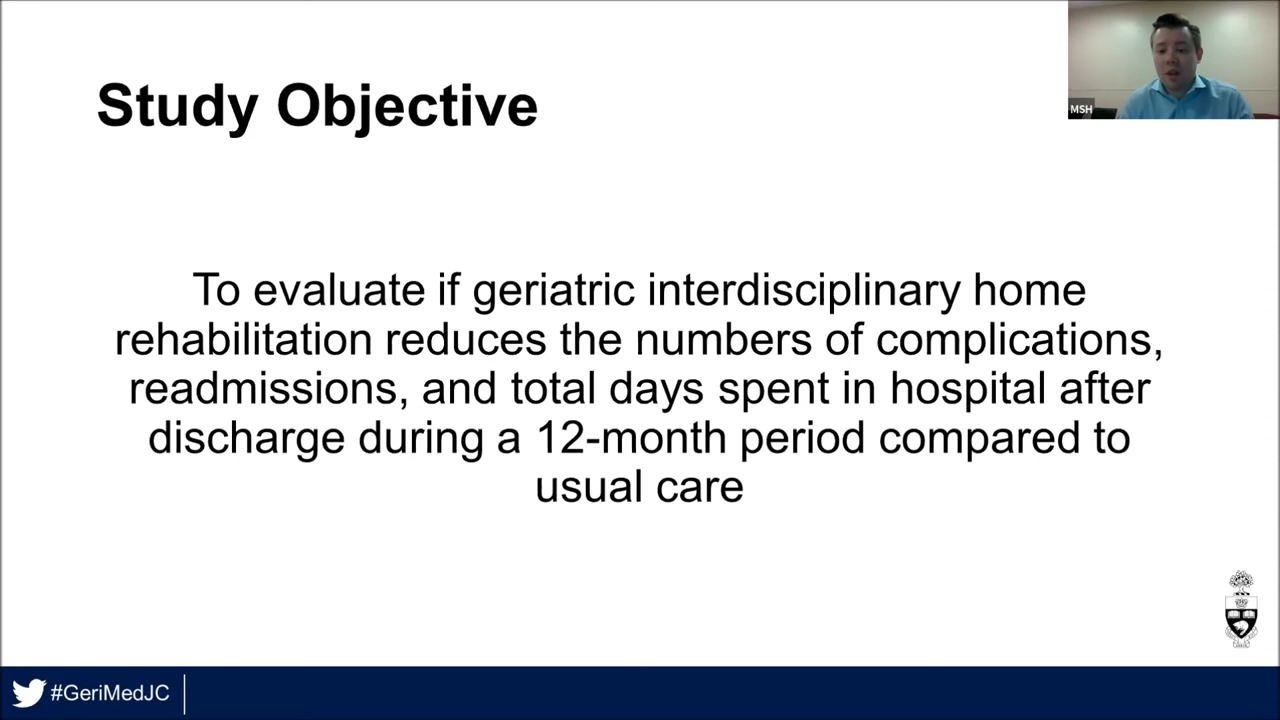 MSH
Study Objective
To evaluate if geriatric interdisciplinary home
rehabilitation reduces the numbers of complications,
readmissions, and total days spent in hospital after
discharge during a 12-month period compared to
usual care
#GeriMedJC